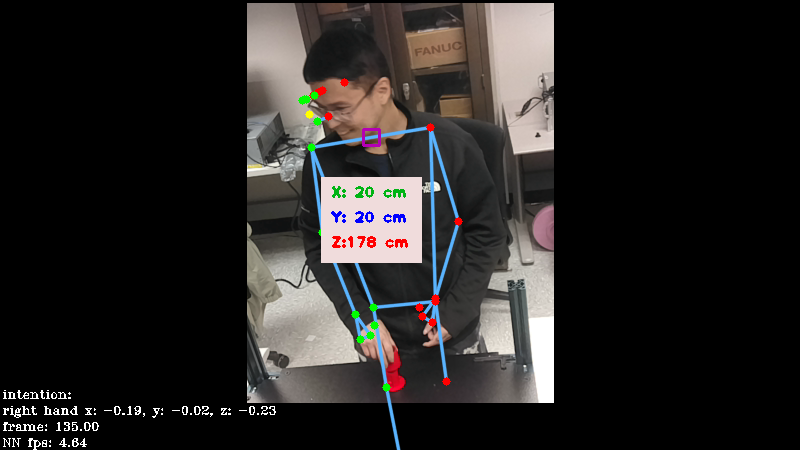 FANUC
X: 20 cm
Y: 20 cm
Z:178 cm
intention:
right hand x: -0.19, y: -0.02, z: -0.23
frame: 135.00
NN fps: 4.64